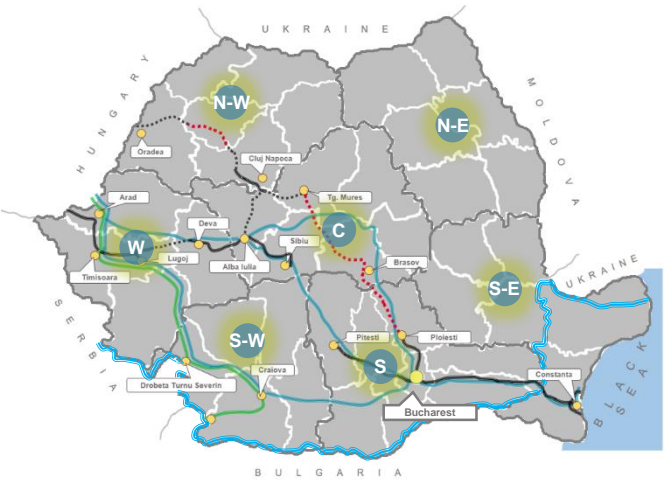 UKRAINE
HUNGARY
MOLDOVA
N-W
N-E
Oradea
Cluj Napoca
Arad
Tg. Mures
Deva
C
W
Sibiu
Lugoj
Alba Iulia
Brasov
Timisoara
UKRAINE
S-E
SERBIA
S-W
Pitesti
Ploiesti
S
Drobeta Turnu Severin
Craiova
Constanta
BLACK
SEA
Bucharest
BULGARIA